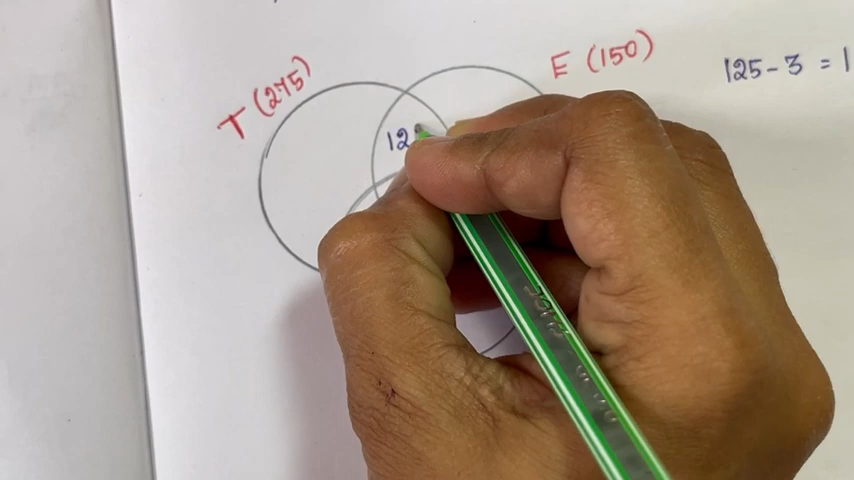 T (275)
E (150)
125 - 3 = 1
12